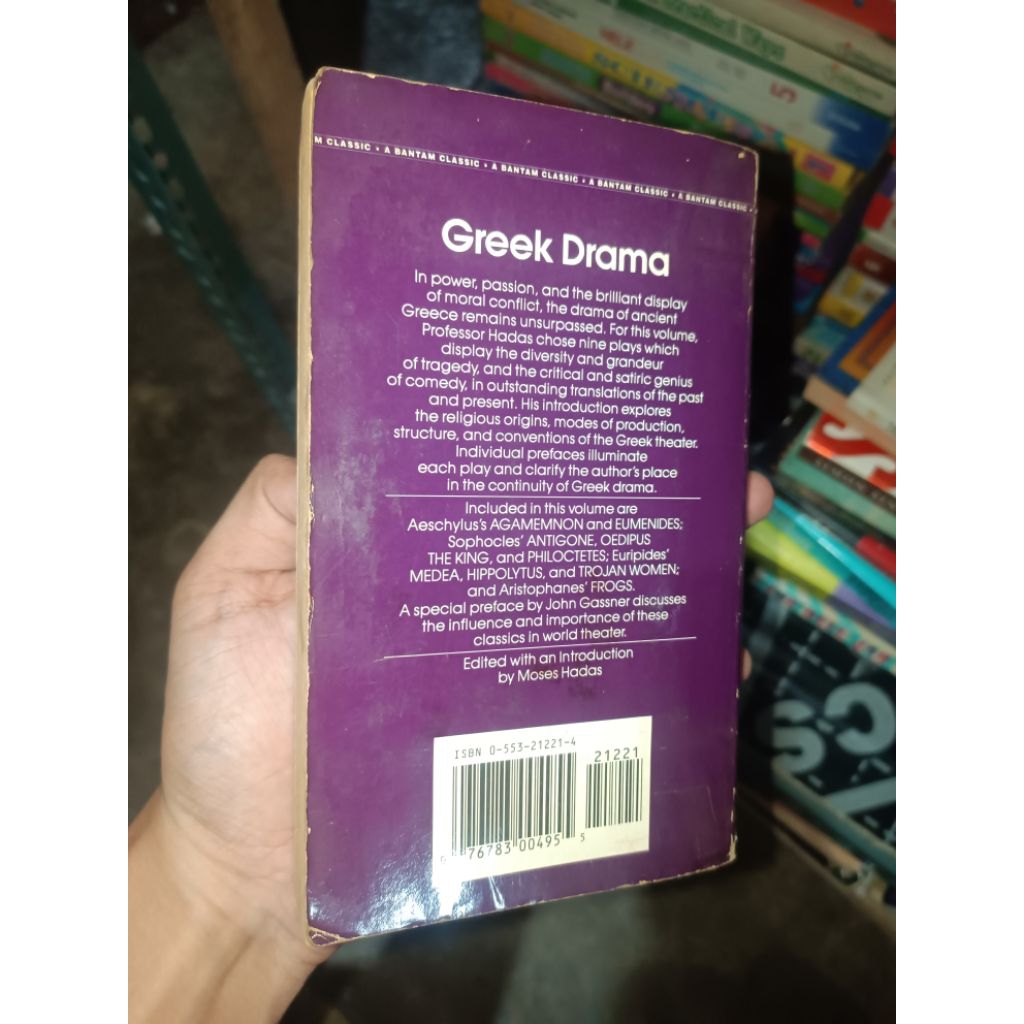 M CLASSIC • A BANTAM CLASSIC • A BANTAM CLASSIC • A BANTAM CLASSIC • A BANTAM CLASSIC •
Greek Drama
In power, passion, and the brilliant display
of moral conflict, the drama of ancient
Greece remains unsurpassed. For this volume,
Professor Hadas chose nine plays which
display the diversity and grandeur
of tragedy, and the critical and satiric genius
of comedy, in outstanding translations of the past
and present. His introduction explores
the religious origins, modes of production,
structure, and conventions of the Greek theater.
Individual prefaces illuminate
each play and clarify the author's place
in the continuity of Greek drama.
Included in this volume are
Aeschylus's AGAMEMNON and EUMENIDES;
Sophocles' ANTIGONE, OEDIPUS
THE KING, and PHILOCTETES; Euripides'
MEDEA, HIPPOLYTUS, and TROJAN WOMEN;
and Aristophanes' FROGS.
A special preface by John Gassner discusses
the influence and importance of these
classics in world theater.
Edited with an Introduction
by Moses Hadas
ISBN 0-553-21221-4
21221
76783 00495 5